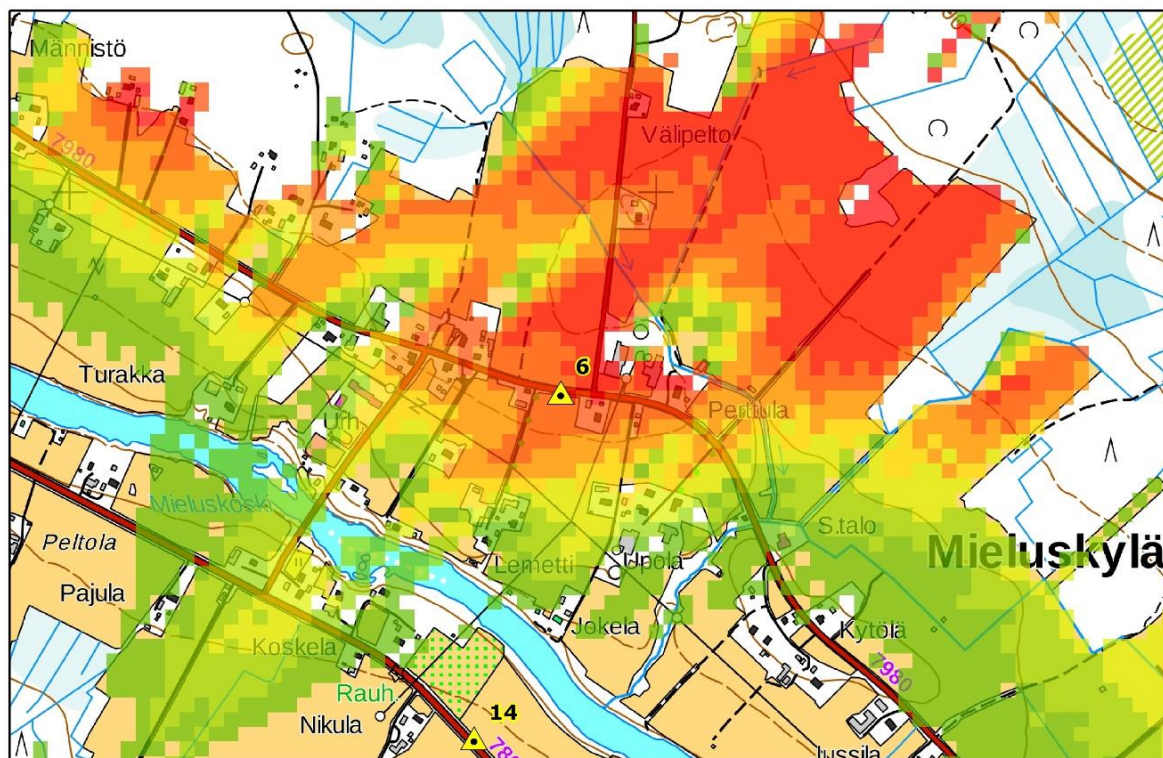 Männistö
7980
Välipelto
6
Turakka
Urh.
Perttula
Mieluskoski
S.talo
Peltola
Lemetti
Upola
Mieluskylä
Pajula
Jokela
Kytölä
Koskela
7980
Rauh.
Nikula
14
Jussila